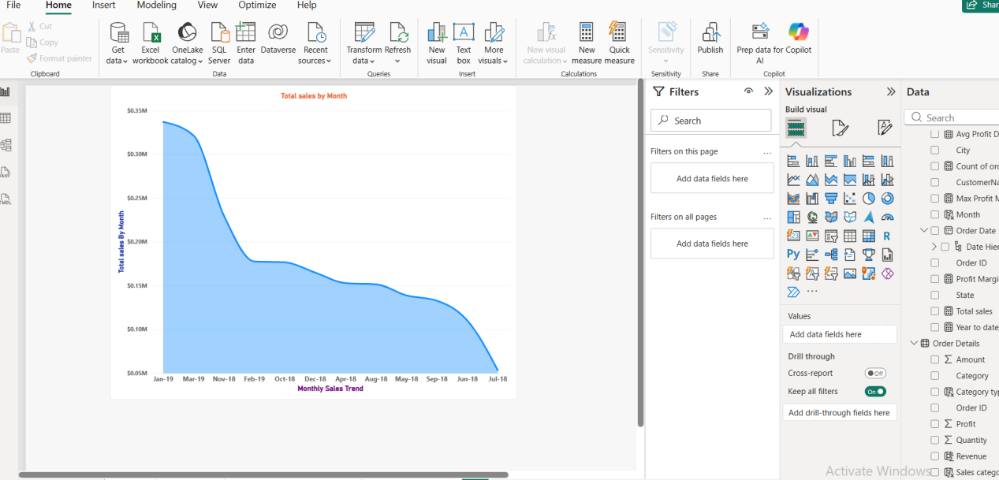 File Home Insert Modeling View Optimize Help
Shar
Paste
Cut
Copy
Format painter
Clipboard
Get data
Excel workbook
OneLake catalog
SQL Server
Enter data
Dataverse
Recent sources
Data
Transform data
Refresh
Queries
New visual
Text box
More visuals
Insert
New visual calculation
New measure
Quick measure
Calculations
Sensitivity
Sensitivity
Publish
Share
Prep data for AI
Copilot
Copilot
Total sales by Month
Total sales By Month
$0.35M
$0.30M
$0.25M
$0.20M
$0.15M
$0.10M
$0.05M
Jan-19 Mar-19 Nov-18 Feb-19 Oct-18 Dec-18 Apr-18 Aug-18 May-18 Sep-18 Jun-18 Jul-18
Monthly Sales Trend
Filters
Search
Filters on this page ...
Add data fields here
Filters on all pages ...
Add data fields here
Visualizations
Build visual
R
Py
...
Values
Add data fields here
Drill through
Cross-report Off
Keep all filters On
Add drill-through fields here
Data
Search
Avg Profit D
City
Count of ord
CustomerNa
Max Profit M
Month
Order Date
Date Hier
Order ID
Profit Margi
State
Total sales
Year to date
Order Details
Amount
Category
Category typ
Order ID
Profit
Quantity
Revenue
Sales catego
Activate Windows